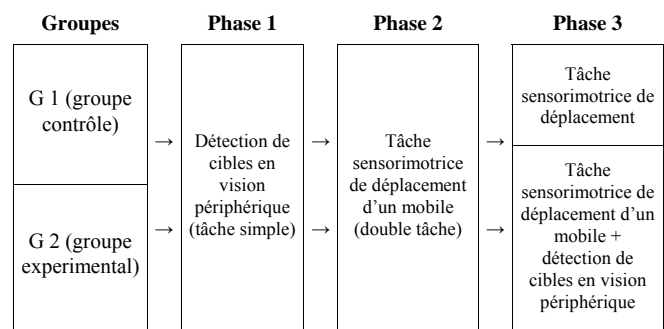 Groupes
Phase 1
Phase 2
Phase 3
G 1 (groupe
contrôle)
G 2 (groupe
experimental)
→
→
Détection de
cibles en
vision
périphérique
(tâche simple)
→
→
Tâche
sensorimotrice
de déplacement
d’un mobile
(double tâche)
→
→
Tâche
sensorimotrice de
déplacement
Tâche
sensorimotrice de
déplacement d’un
mobile +
détection de
cibles en vision
périphérique